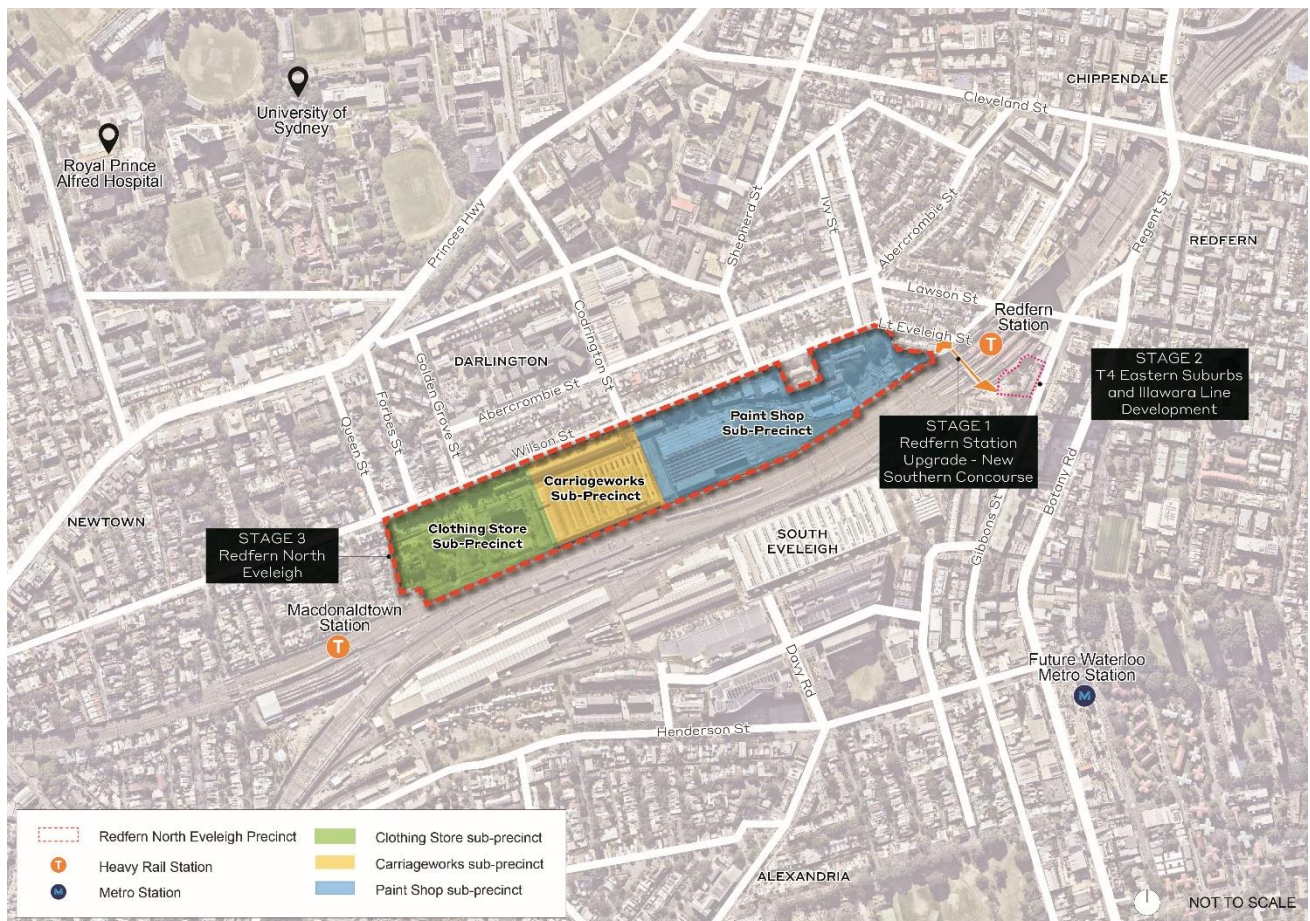 CHIPPENDALE
Cleveland St
University of
Sydney
Royal Prince
Alfred Hospital
Princes Hwy
Shepherd St
Ivy St
Abercrombie St
Regent St
REDFERN
Lawson St
Redfern
Station
T
Lt Eveleigh St
STAGE 2
T4 Eastern Suburbs
and Illawara Line
Development
Codrington St
DARLINGTON
Golden Grove St
Forbes St
Queen St
Abercrombie St
Wilson St
Paint Shop
Sub-Precinct
STAGE 1
Redfern Station
Upgrade - New
Southern Concourse
Carriageworks
Sub-Precinct
Clothing Store
Sub-Precinct
NEWTOWN
STAGE 3
Redfern North
Eveleigh
SOUTH
EVELEIGH
Gibbons St
Botany Rd
Macdonaldtown
Station
T
Davy Rd
Future Waterloo
Metro Station
M
Henderson St
ALEXANDRIA
Redfern North Eveleigh Precinct
T Heavy Rail Station
M Metro Station
Clothing Store sub-precinct
Carriageworks sub-precinct
Paint Shop sub-precinct
NOT TO SCALE